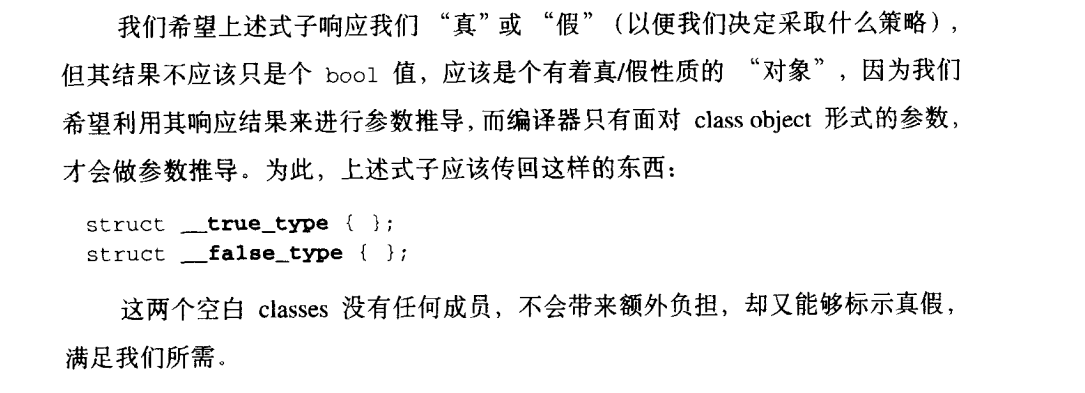 我们希望上述式子响应我们 “真”或 “假” （以便我们决定采取什么策略），
但其结果不应该只是个 bool 值，应该是个有着真/假性质的 “对象”，因为我们
希望利用其响应结果来进行参数推导，而编译器只有面对 class object 形式的参数，
才会做参数推导。为此，上述式子应该传回这样的东西：
struct __true_type { };
struct __false_type { };
这两个空白 classes 没有任何成员，不会带来额外负担，却又能够标示真假，
满足我们所需。